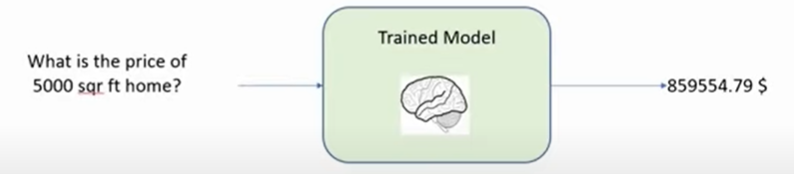 What is the price of
5000 sqr ft home?
Trained Model
859554.79 $